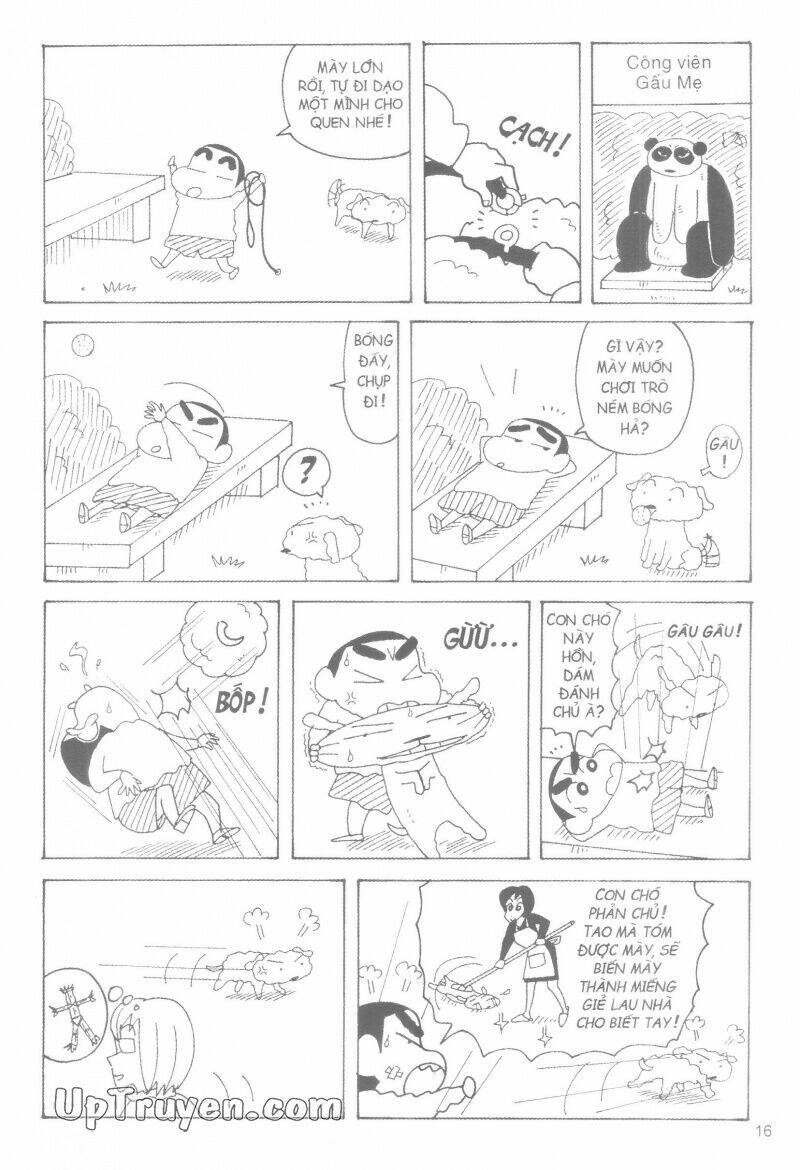 MÀY LỚN
RỒI, TỰ ĐI DẠO
MỘT MÌNH CHO
QUEN NHÉ!
CẠCH!
Công viên
Gấu Mẹ
BÓNG
ĐẤY,
CHỤP
ĐI!
?
GÌ VẬY?
MÀY MUỐN
CHƠI TRÒ
NÉM BÓNG
HẢ?
GÂU
!
BỐP!
GỪỪ...
CON CHÓ
NÀY
HỖN,
DÁM
ĐÁNH
CHỦ À?
GÂU GÂU!
CON CHÓ
PHẢN CHỦ!
TAO MÀ TÓM
ĐƯỢC MÀY, SẼ
BIẾN MÀY
THÀNH MIẾNG
GIẺ LAU NHÀ
CHO BIẾT TAY!
UpTruyen.com
16